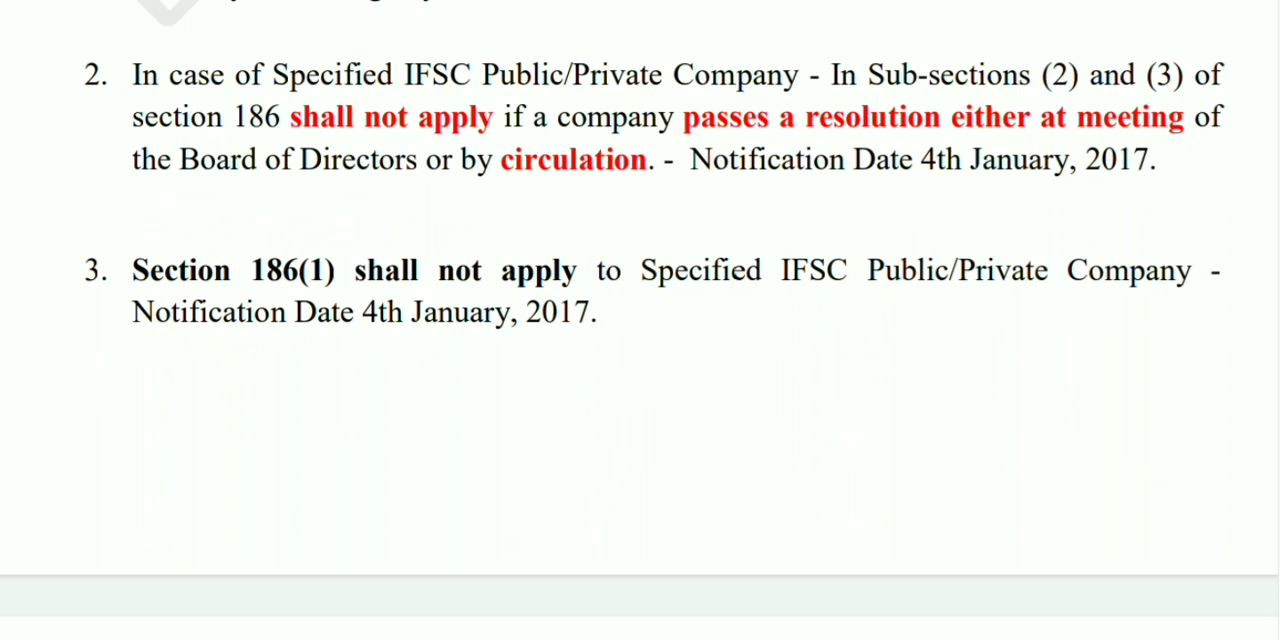 2. In case of Specified IFSC Public/Private Company - In Sub-sections (2) and (3) of
section 186 shall not apply if a company passes a resolution either at meeting of
the Board of Directors or by circulation. - Notification Date 4th January, 2017.
3. Section 186(1) shall not apply to Specified IFSC Public/Private Company -
Notification Date 4th January, 2017.